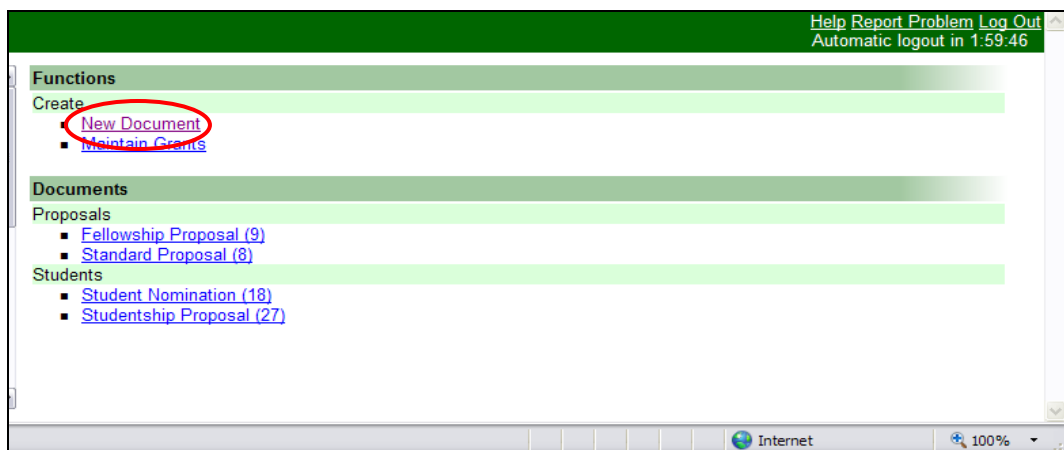 Help Report Problem Log Out
Automatic logout in 1:59:46
Functions
Create
New Document
Maintain Grants
Documents
Proposals
Fellowship Proposal (9)
Standard Proposal (8)
Students
Student Nomination (18)
Studentship Proposal (27)
Internet 100%